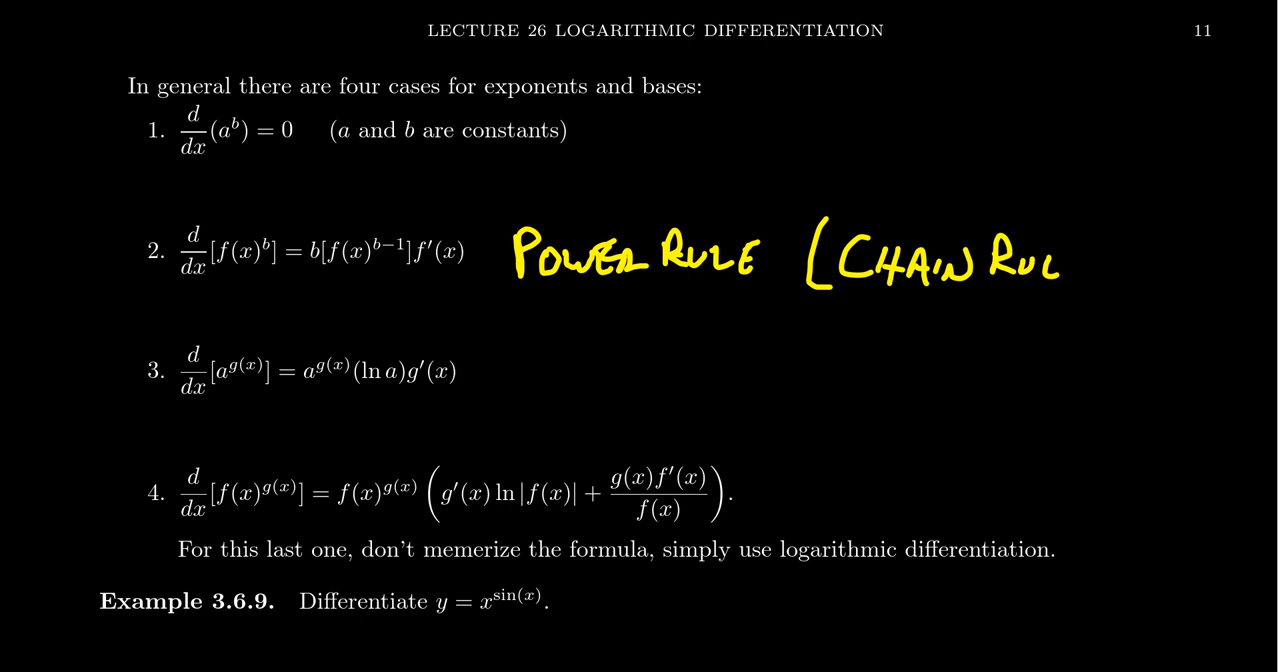 LECTURE 26 LOGARITHMIC DIFFERENTIATION 11
In general there are four cases for exponents and bases:
1. d/dx (a^b) = 0 (a and b are constants)
2. d/dx [f(x)^b] = b[f(x)^{b−1}]f′(x) POWER RULE (CHAIN RUL
3. d/dx [a^{g(x)}] = a^{g(x)}(ln a)g′(x)
4. d/dx [f(x)^{g(x)}] = f(x)^{g(x)} (g′(x) ln |f(x)| + g(x)f′(x)/f(x)).
For this last one, don't memerize the formula, simply use logarithmic differentiation.
Example 3.6.9. Differentiate y = x^{sin(x)}.